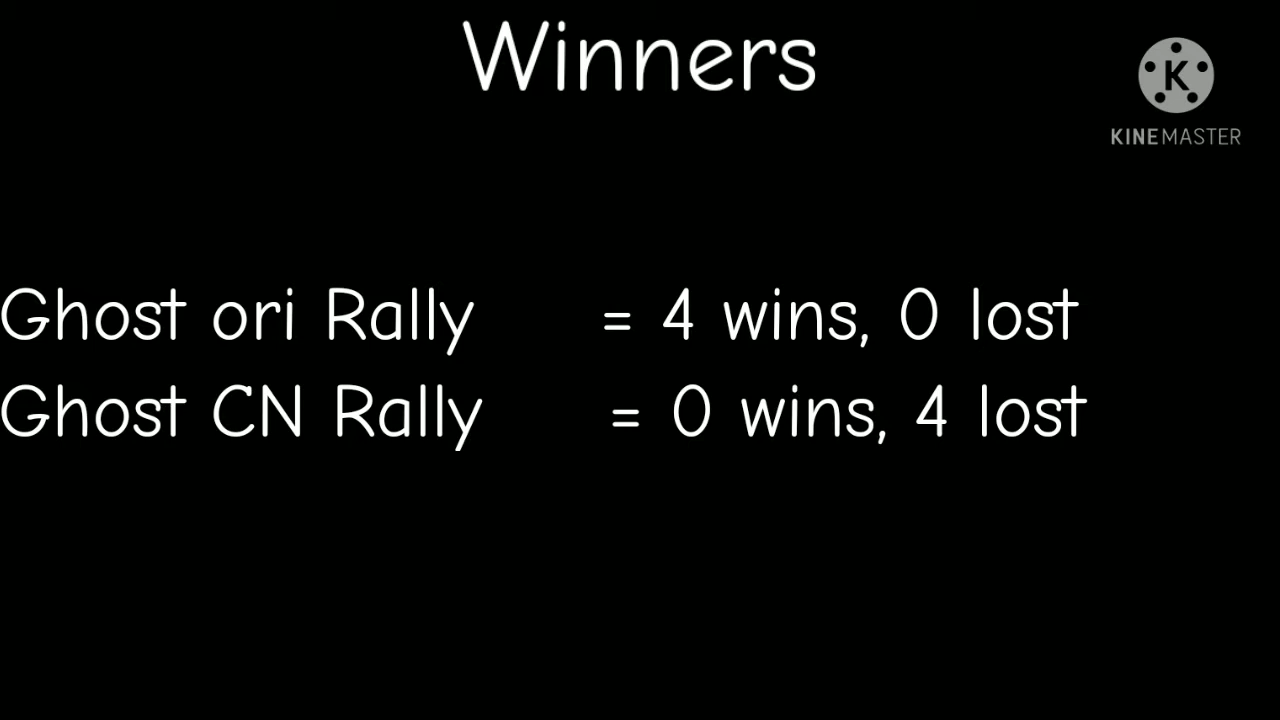 Winners
K
KINEMASTER
Ghost ori Rally = 4 wins, 0 lost
Ghost CN Rally = 0 wins, 4 lost